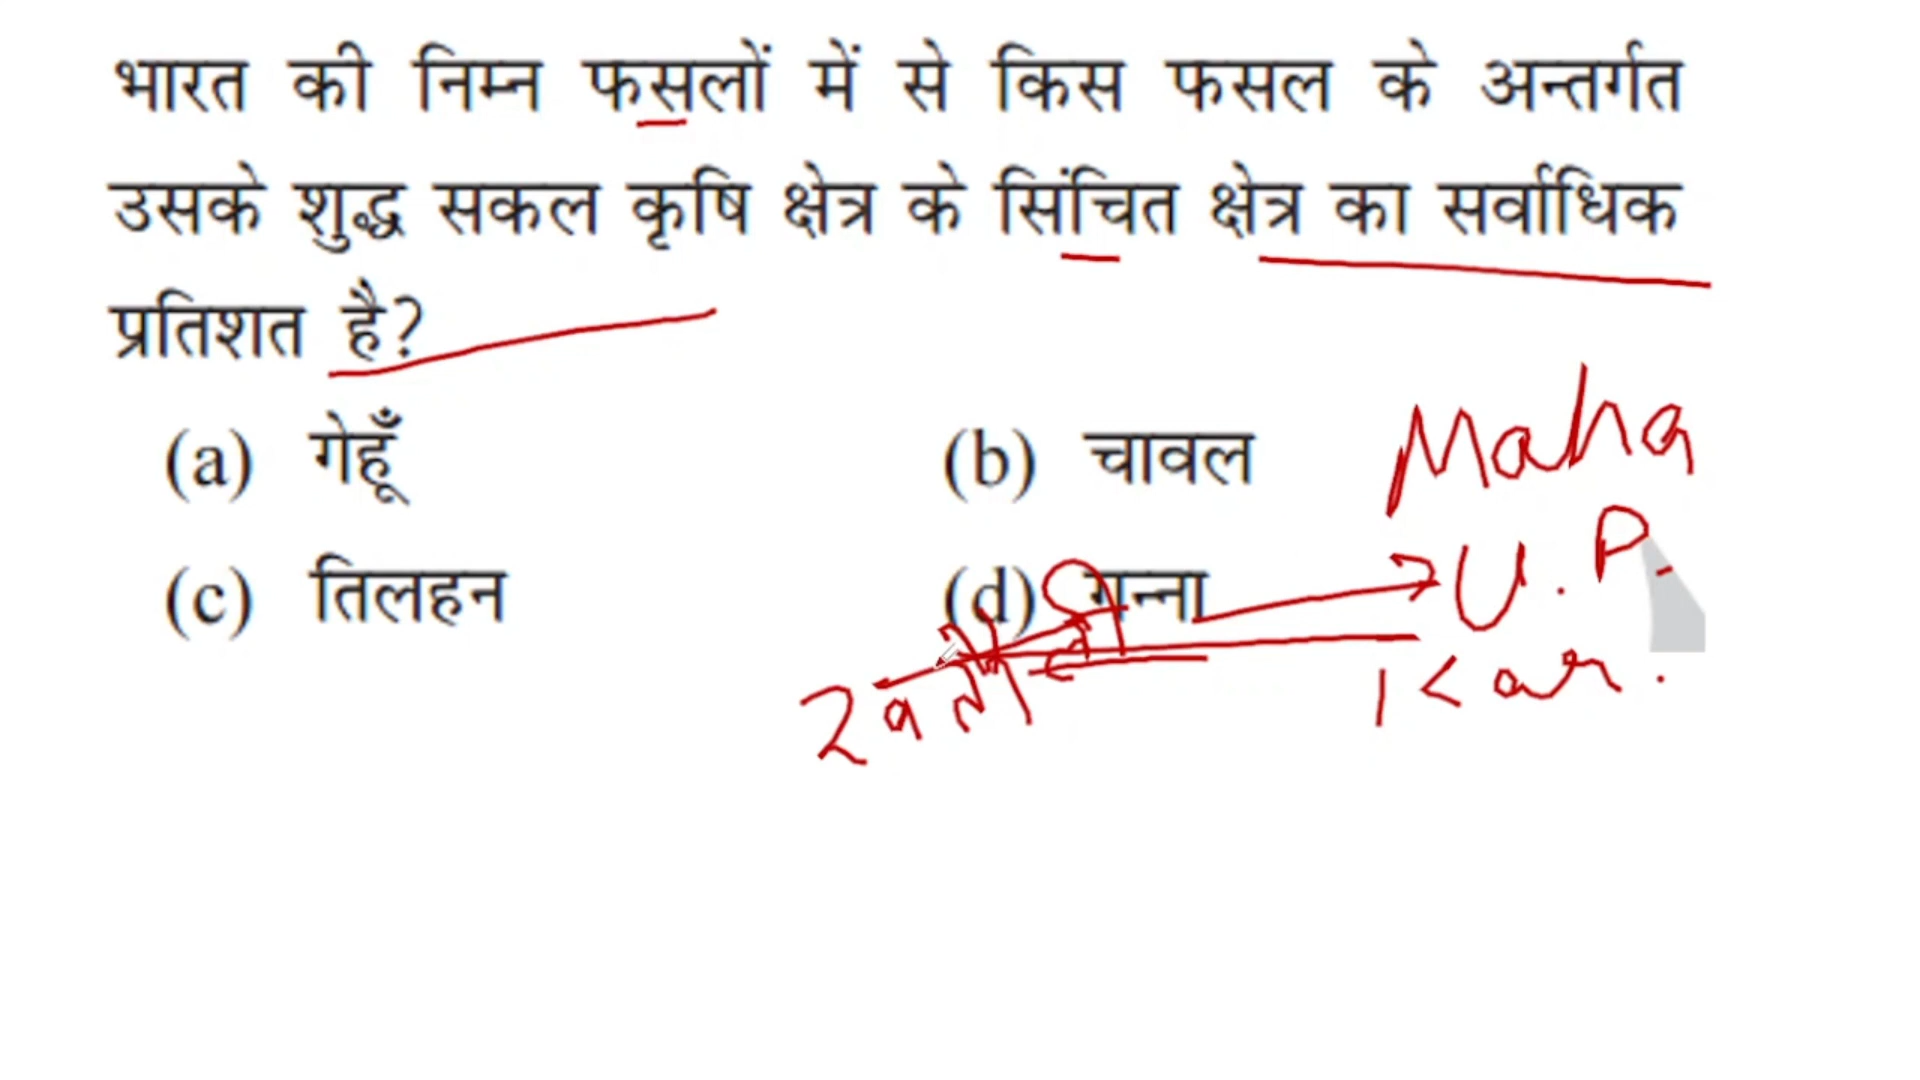 भारत की निम्न फसलों में से किस फसल के अन्तर्गत
उसके शुद्ध सकल कृषि क्षेत्र के सिंचित क्षेत्र का सर्वाधिक
प्रतिशत है?
(a) गेहूँ
(b) चावल
(c) तिलहन
(d) गन्ना
Maha
U.P.
Kar.